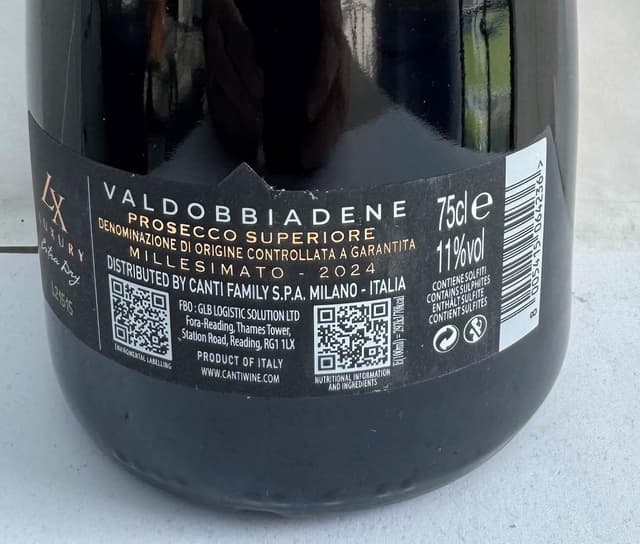 LX
LUXURY
Extra Dry
L21515
VALDOBBIADENE
PROSECCO SUPERIORE
DENOMINAZIONE DI ORIGINE CONTROLLATA A GARANTITA
MILLESIMATO - 2024
DISTRIBUTED BY CANTI FAMILY S.P.A. MILANO - ITALIA
FBO: GLB LOGISTIC SOLUTION LTD
Fora-Reading, Thames Tower,
Station Road, Reading, RG1 1LX
PRODUCT OF ITALY
WWW.CANTIWINE.COM
ENVIRONMENTAL LABELLING
NUTRITIONAL INFORMATION
AND INGREDIENTS
75cl e
11%vol
CONTIENE SOLFITI
CONTAINS SULPHITES
ENTHÄLT SULFITE
CONTIENT SULFITES